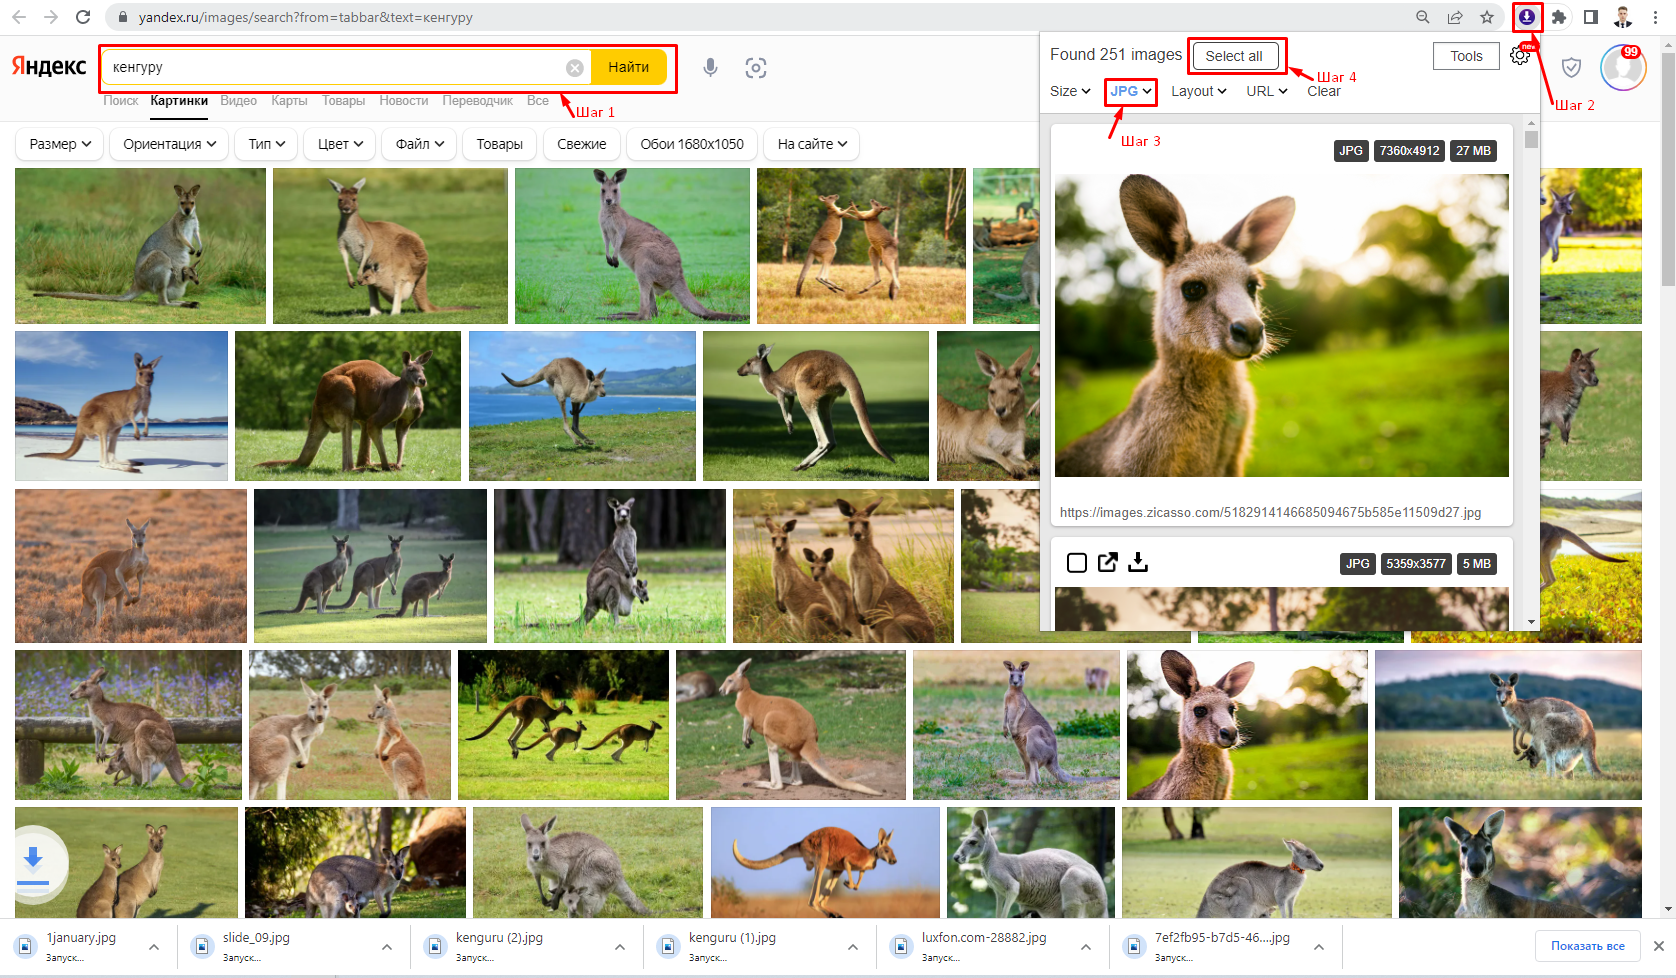 yandex.ru/images/search?from=tabbar&text=кенгуру
Яндекс
кенгуру
Найти
Поиск Картинки Видео Карты Товары Новости Переводчик Все
Шаг 1
Размер Ориентация Тип Цвет Файл Товары Свежие Обои 1680x1050 На сайте
Found 251 images Select all Tools new
Шаг 4
Size JPG Layout URL Clear
Шаг 3
99
Шаг 2
JPG 7360x4912 27 MB
https://images.zicasso.com/5182914146685094675b585e11509d27.jpg
JPG 5359x3577 5 MB
1january.jpg
Запуск...
slide_09.jpg
Запуск...
kenguru (2).jpg
Запуск...
kenguru (1).jpg
Запуск...
luxfon.com-28882.jpg
Запуск...
7ef2fb95-b7d5-46....jpg
Запуск...
Показать все